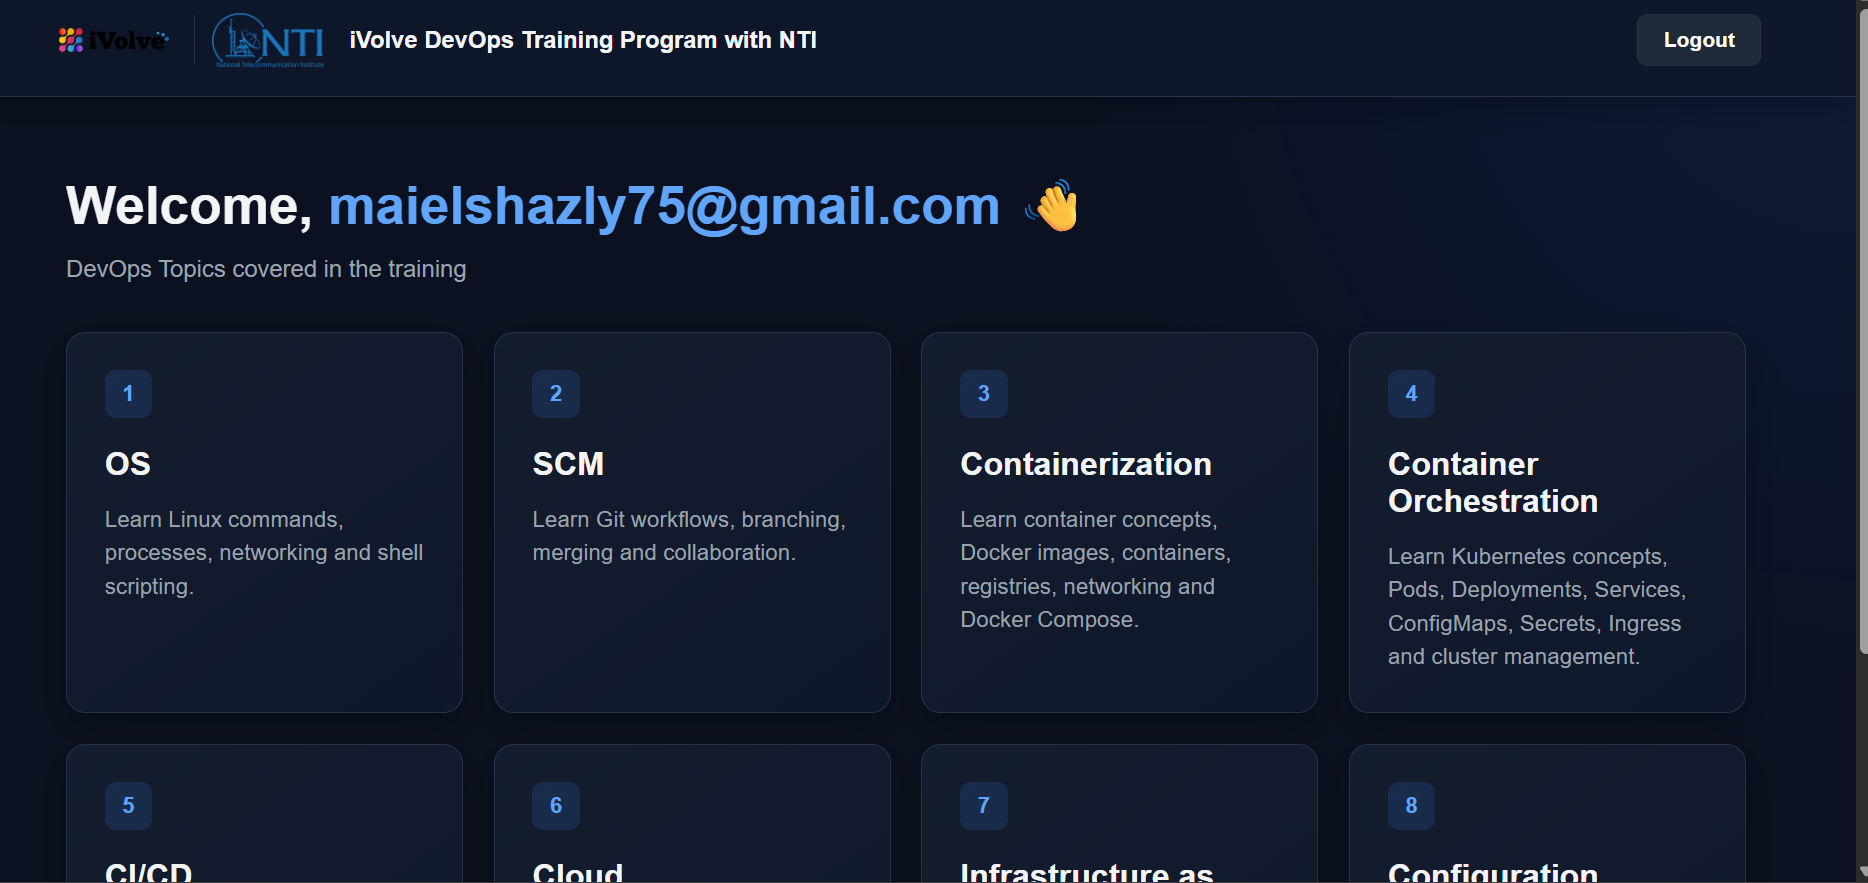 iVolve
NTI
National Telecommunication Institute
iVolve DevOps Training Program with NTI
Logout
Welcome, maielshazly75@gmail.com 👋
DevOps Topics covered in the training
1
OS
Learn Linux commands,
processes, networking and shell
scripting.
2
SCM
Learn Git workflows, branching,
merging and collaboration.
3
Containerization
Learn container concepts,
Docker images, containers,
registries, networking and
Docker Compose.
4
Container
Orchestration
Learn Kubernetes concepts,
Pods, Deployments, Services,
ConfigMaps, Secrets, Ingress
and cluster management.
5
CI/CD
6
Cloud
7
Infrastructure as
8
Configuration